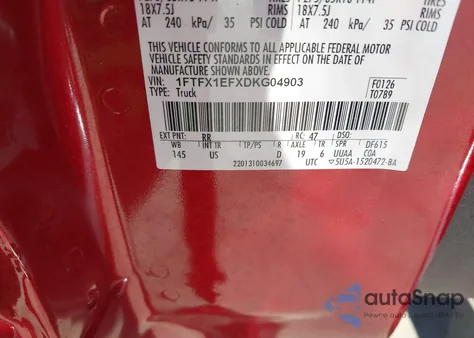 18X7.5J RIMS 18X7.5J RIMS
AT 240 kPa/ 35 PSI COLD AT 240 kPa/ 35 PSI COLD
THIS VEHICLE CONFORMS TO ALL APPLICABLE FEDERAL MOTOR
VEHICLE SAFETY STANDARDS IN EFFECT ON THE DATE OF
MANUFACTURE SHOWN ABOVE.
VIN: 1FTFX1EFXDKG04903
TYPE: Truck
F0126
T0789
EXT PNT: RR RC: 47 DSO:
WB INT TR TP/PS R AXLE TR SPR DF615
145 US D 19 6 UUAA COA
2201310034697 UTC 5U5A-1520472-BA
autoSnap